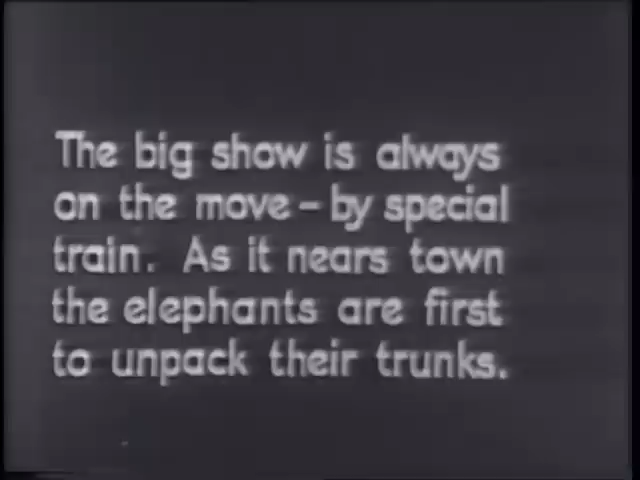 The big show is always
on the move – by special
train. As it nears town
the elephants are first
to unpack their trunks.